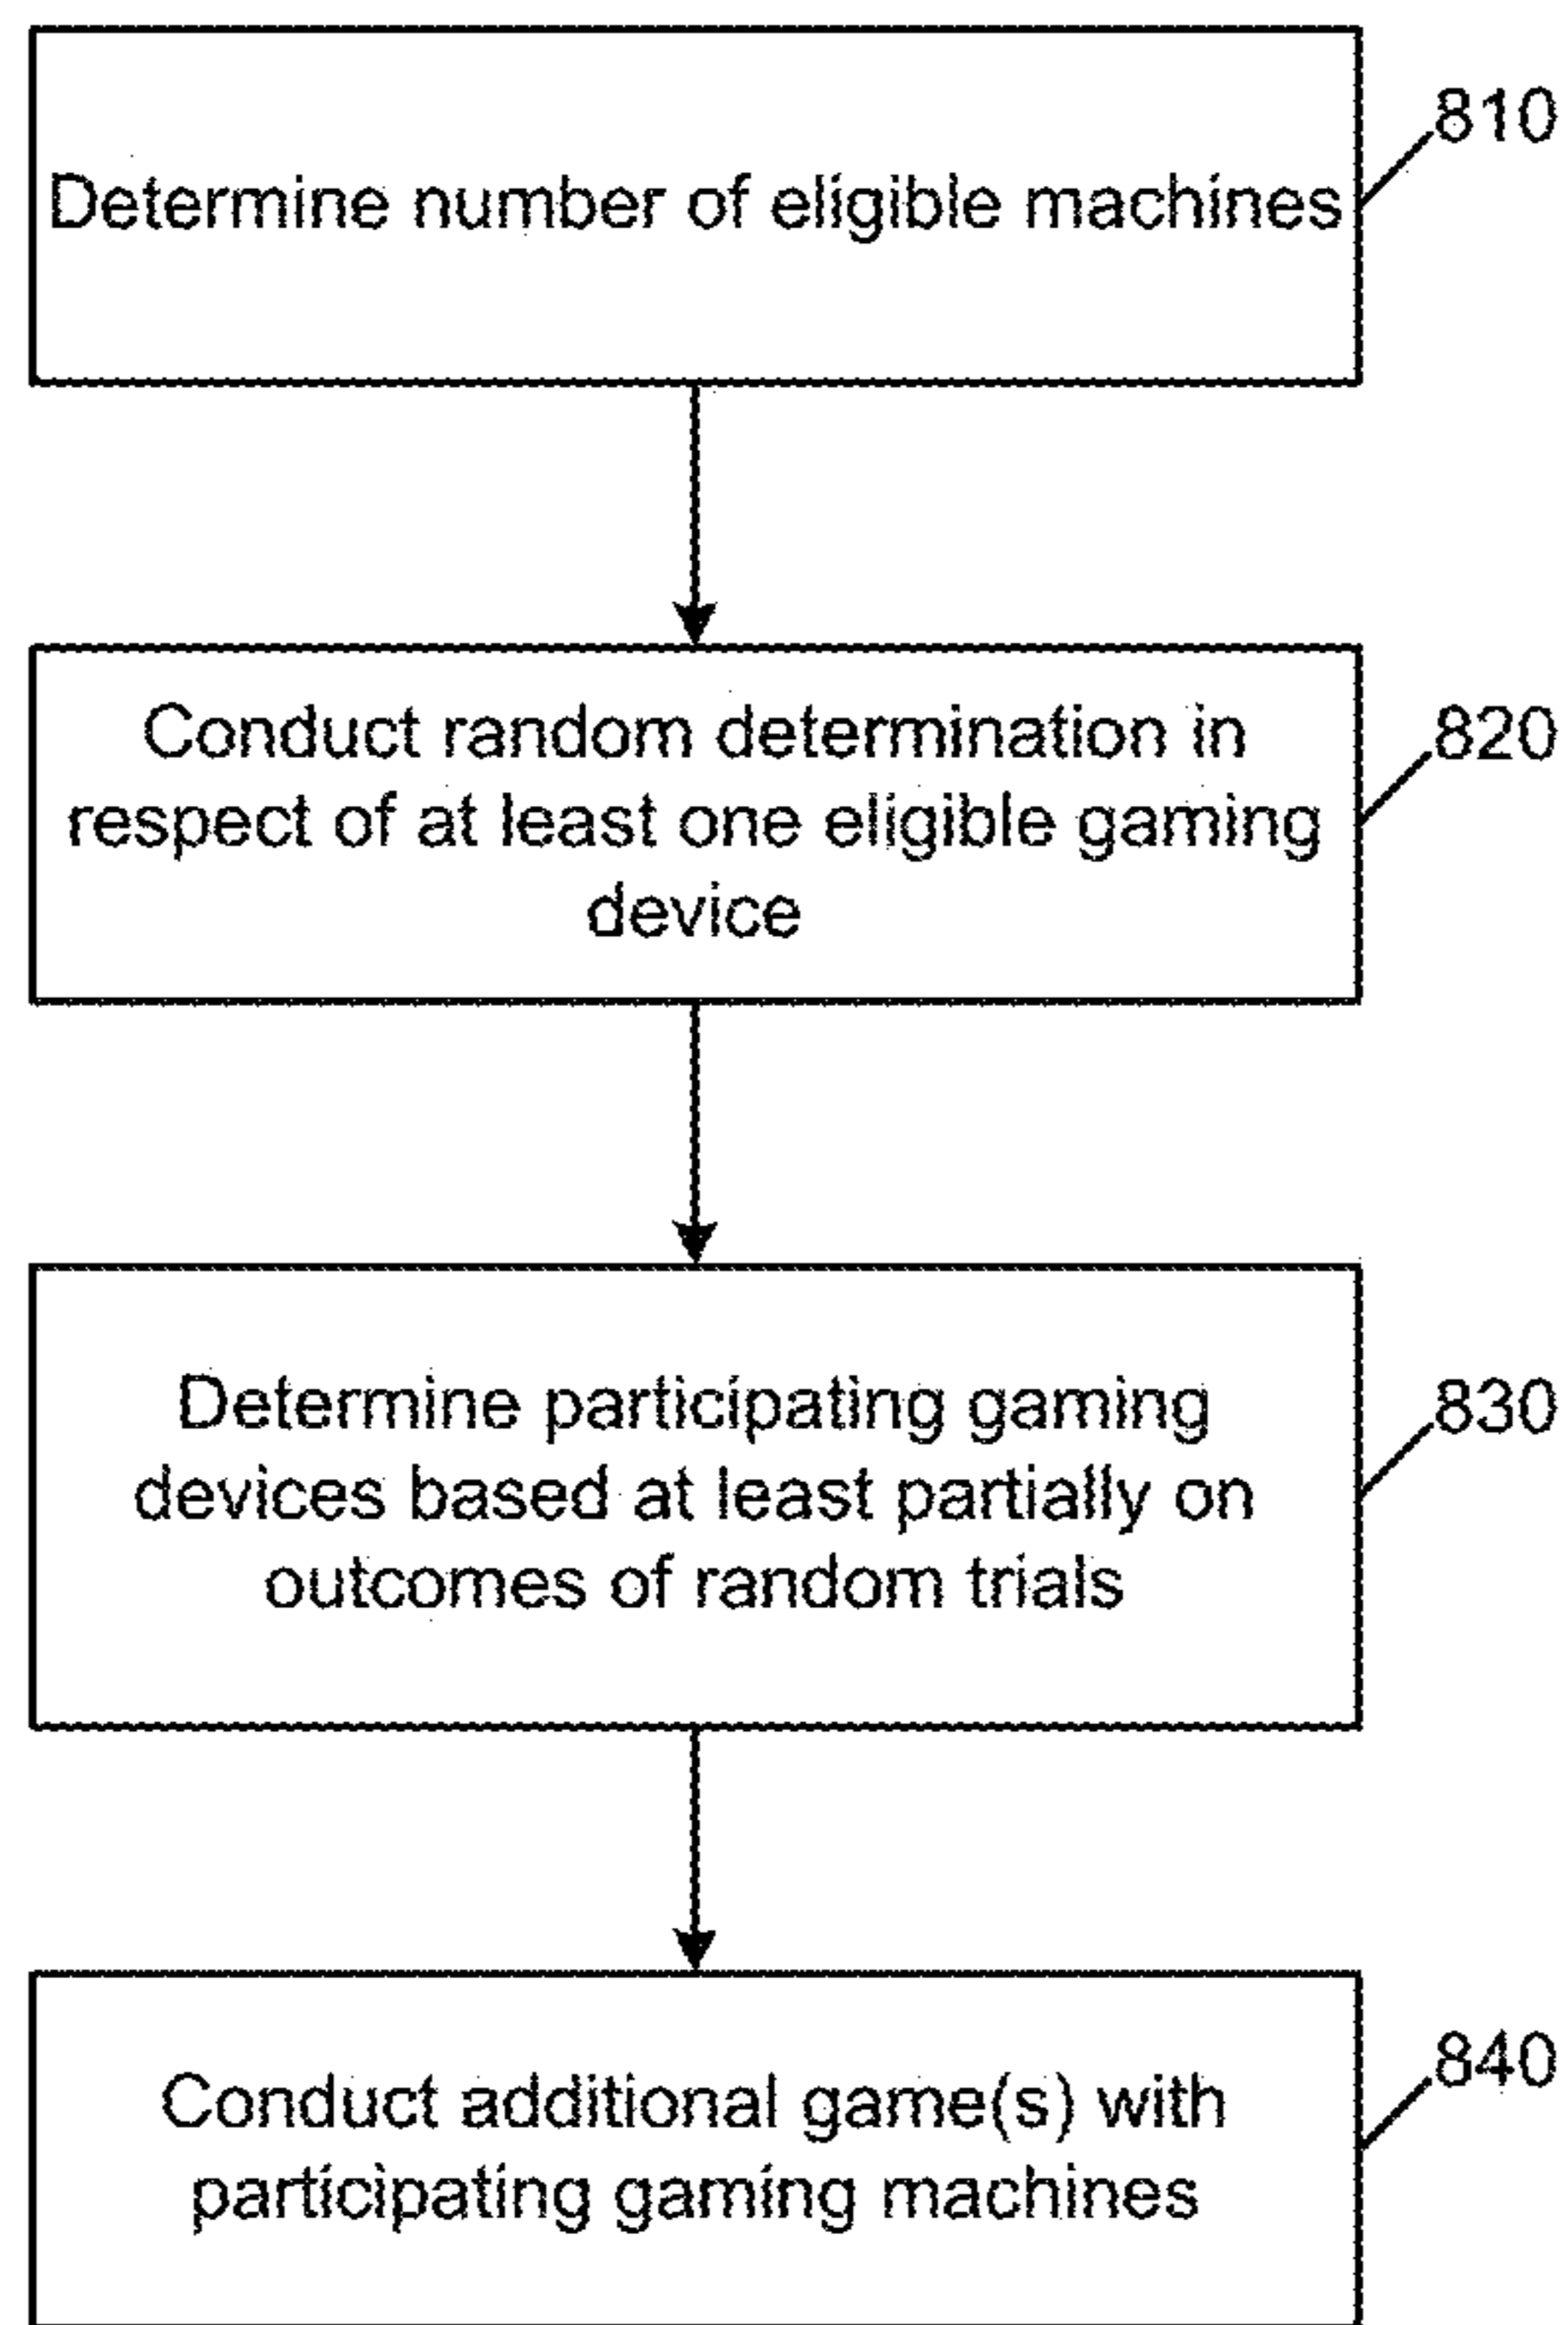 810
Determine number of eligible machines
820
Conduct random determination in
respect of at least one eligible gaming
device
830
Determine participating gaming
devices based at least partially on
outcomes of random trials
840
Conduct additional game(s) with
participating gaming machines